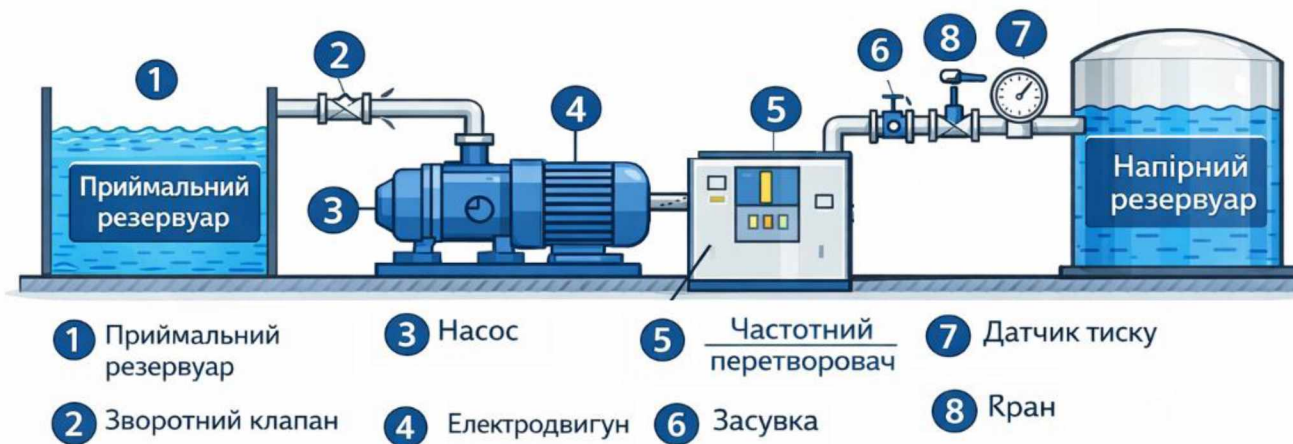 1
2
3
4
5
6
8
7
Приймальний
резервуар
Напірний
резервуар
1 Приймальний
резервуар
3 Насос
5 Частотний
перетворовач
7 Датчик тиску
2 Зворотний клапан
4 Електродвигун
6 Засувка
8 Rран